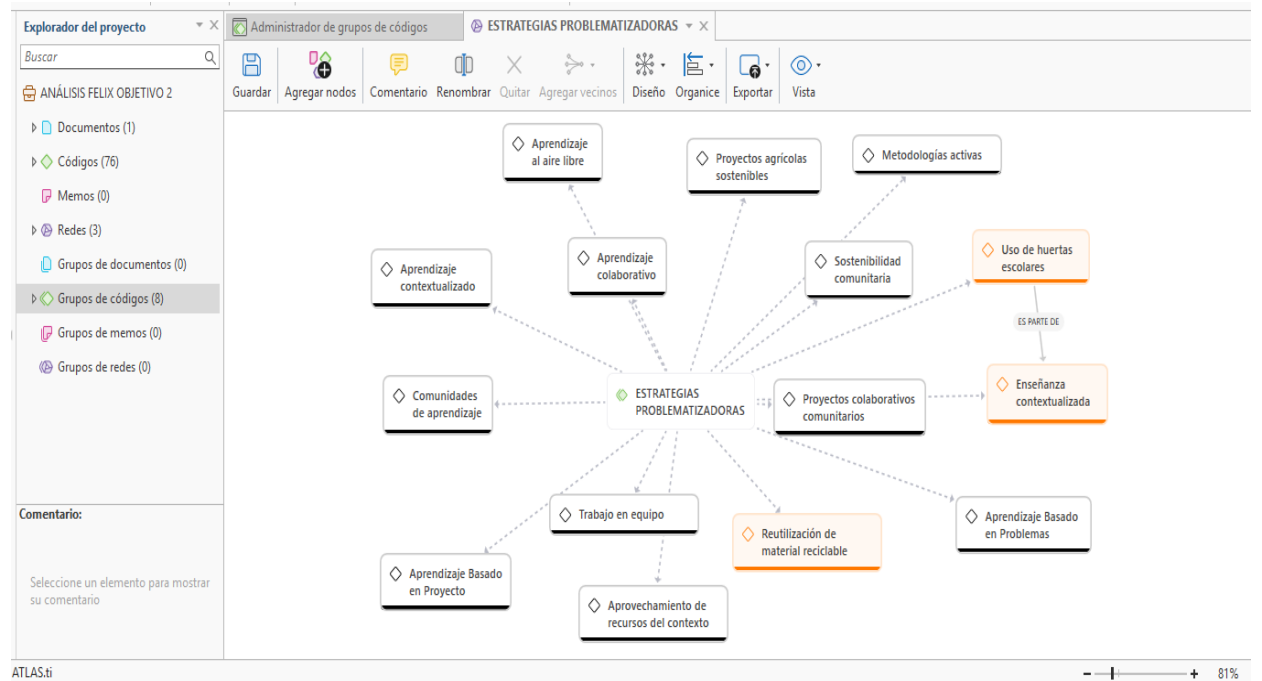 Explorador del proyecto
Administrador de grupos de códigos
ESTRATEGIAS PROBLEMATIZADORAS
Buscar
Guardar
Agregar nodos
Comentario
Renombrar
Quitar
Agregar vecinos
Diseño
Organice
Exportar
Vista
ANÁLISIS FELIX OBJETIVO 2
Documentos (1)
Códigos (76)
Memos (0)
Redes (3)
Grupos de documentos (0)
Grupos de códigos (8)
Grupos de memos (0)
Grupos de redes (0)
Comentario:
Seleccione un elemento para mostrar
su comentario
Aprendizaje
al aire libre
Proyectos agrícolas
sostenibles
Metodologías activas
Aprendizaje
contextualizado
Aprendizaje
colaborativo
Sostenibilidad
comunitaria
Uso de huertas
escolares
ES PARTE DE
Comunidades
de aprendizaje
ESTRATEGIAS
PROBLEMATIZADORAS
Proyectos colaborativos
comunitarios
Enseñanza
contextualizada
Trabajo en equipo
Reutilización de
material reciclable
Aprendizaje Basado
en Problemas
Aprendizaje Basado
en Proyecto
Aprovechamiento de
recursos del contexto
ATLAS.ti
81%